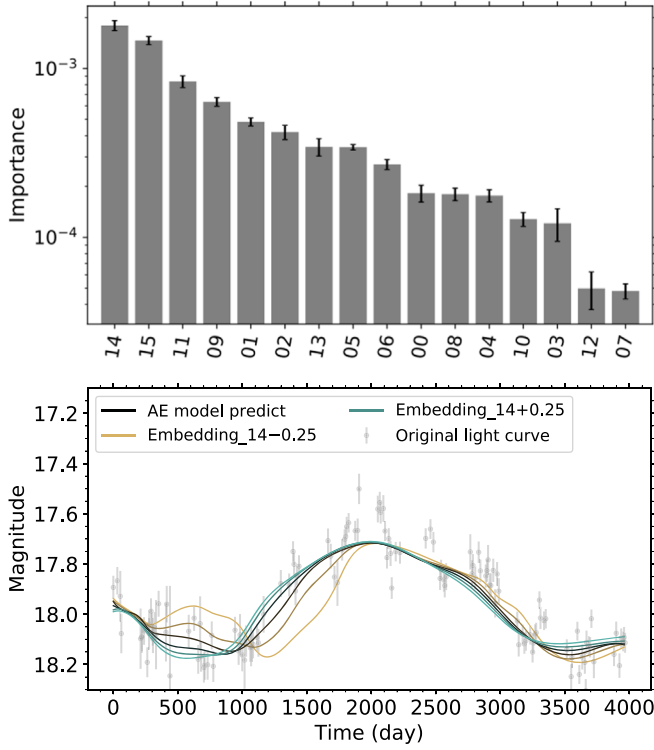 10⁻³
10⁻⁴
Importance
14 15 11 09 01 02 13 05 06 00 08 04 10 03 12 07
AE model predict
Embedding_14−0.25
Embedding_14+0.25
Original light curve
17.2
17.4
17.6
17.8
18.0
18.2
Magnitude
0 500 1000 1500 2000 2500 3000 3500 4000
Time (day)